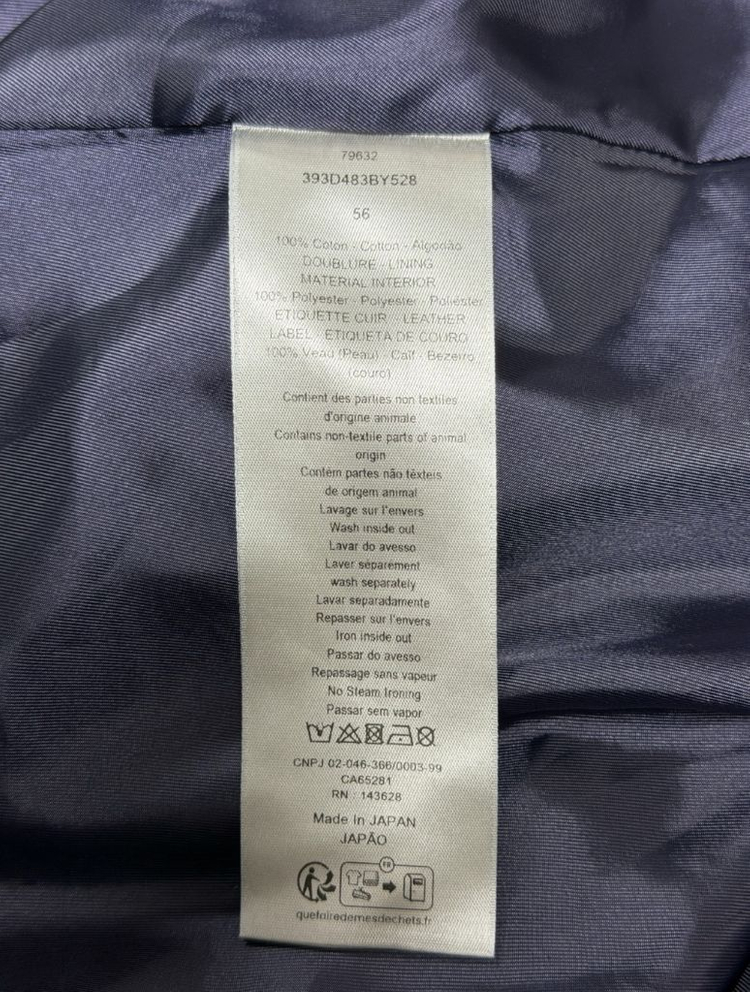 79632
393D483BY528
56
100% Coton - Cotton - Algodão
DOUBLURE - LINING
MATERIAL INTERIOR
100% Polyester - Polyester - Poliéster
ETIQUETTE CUIR - LEATHER
LABEL - ETIQUETA DE COURO
100% Veau (Peau) - Calf - Bezerro
(couro)
Contient des parties non textiles
d'origine animale
Contains non-textile parts of animal
origin
Contém partes não têxteis
de origem animal
Lavage sur l'envers
Wash inside out
Lavar do avesso
Laver séparément
wash separately
Lavar separadamente
Repasser sur l'envers
Iron inside out
Passar do avesso
Repassage sans vapeur
No Steam Ironing
Passar sem vapor
CNPJ 02-046-366/0003-99
CA65281
RN : 143628
Made in JAPAN
JAPÃO
FR
quefairedemesdechets.fr